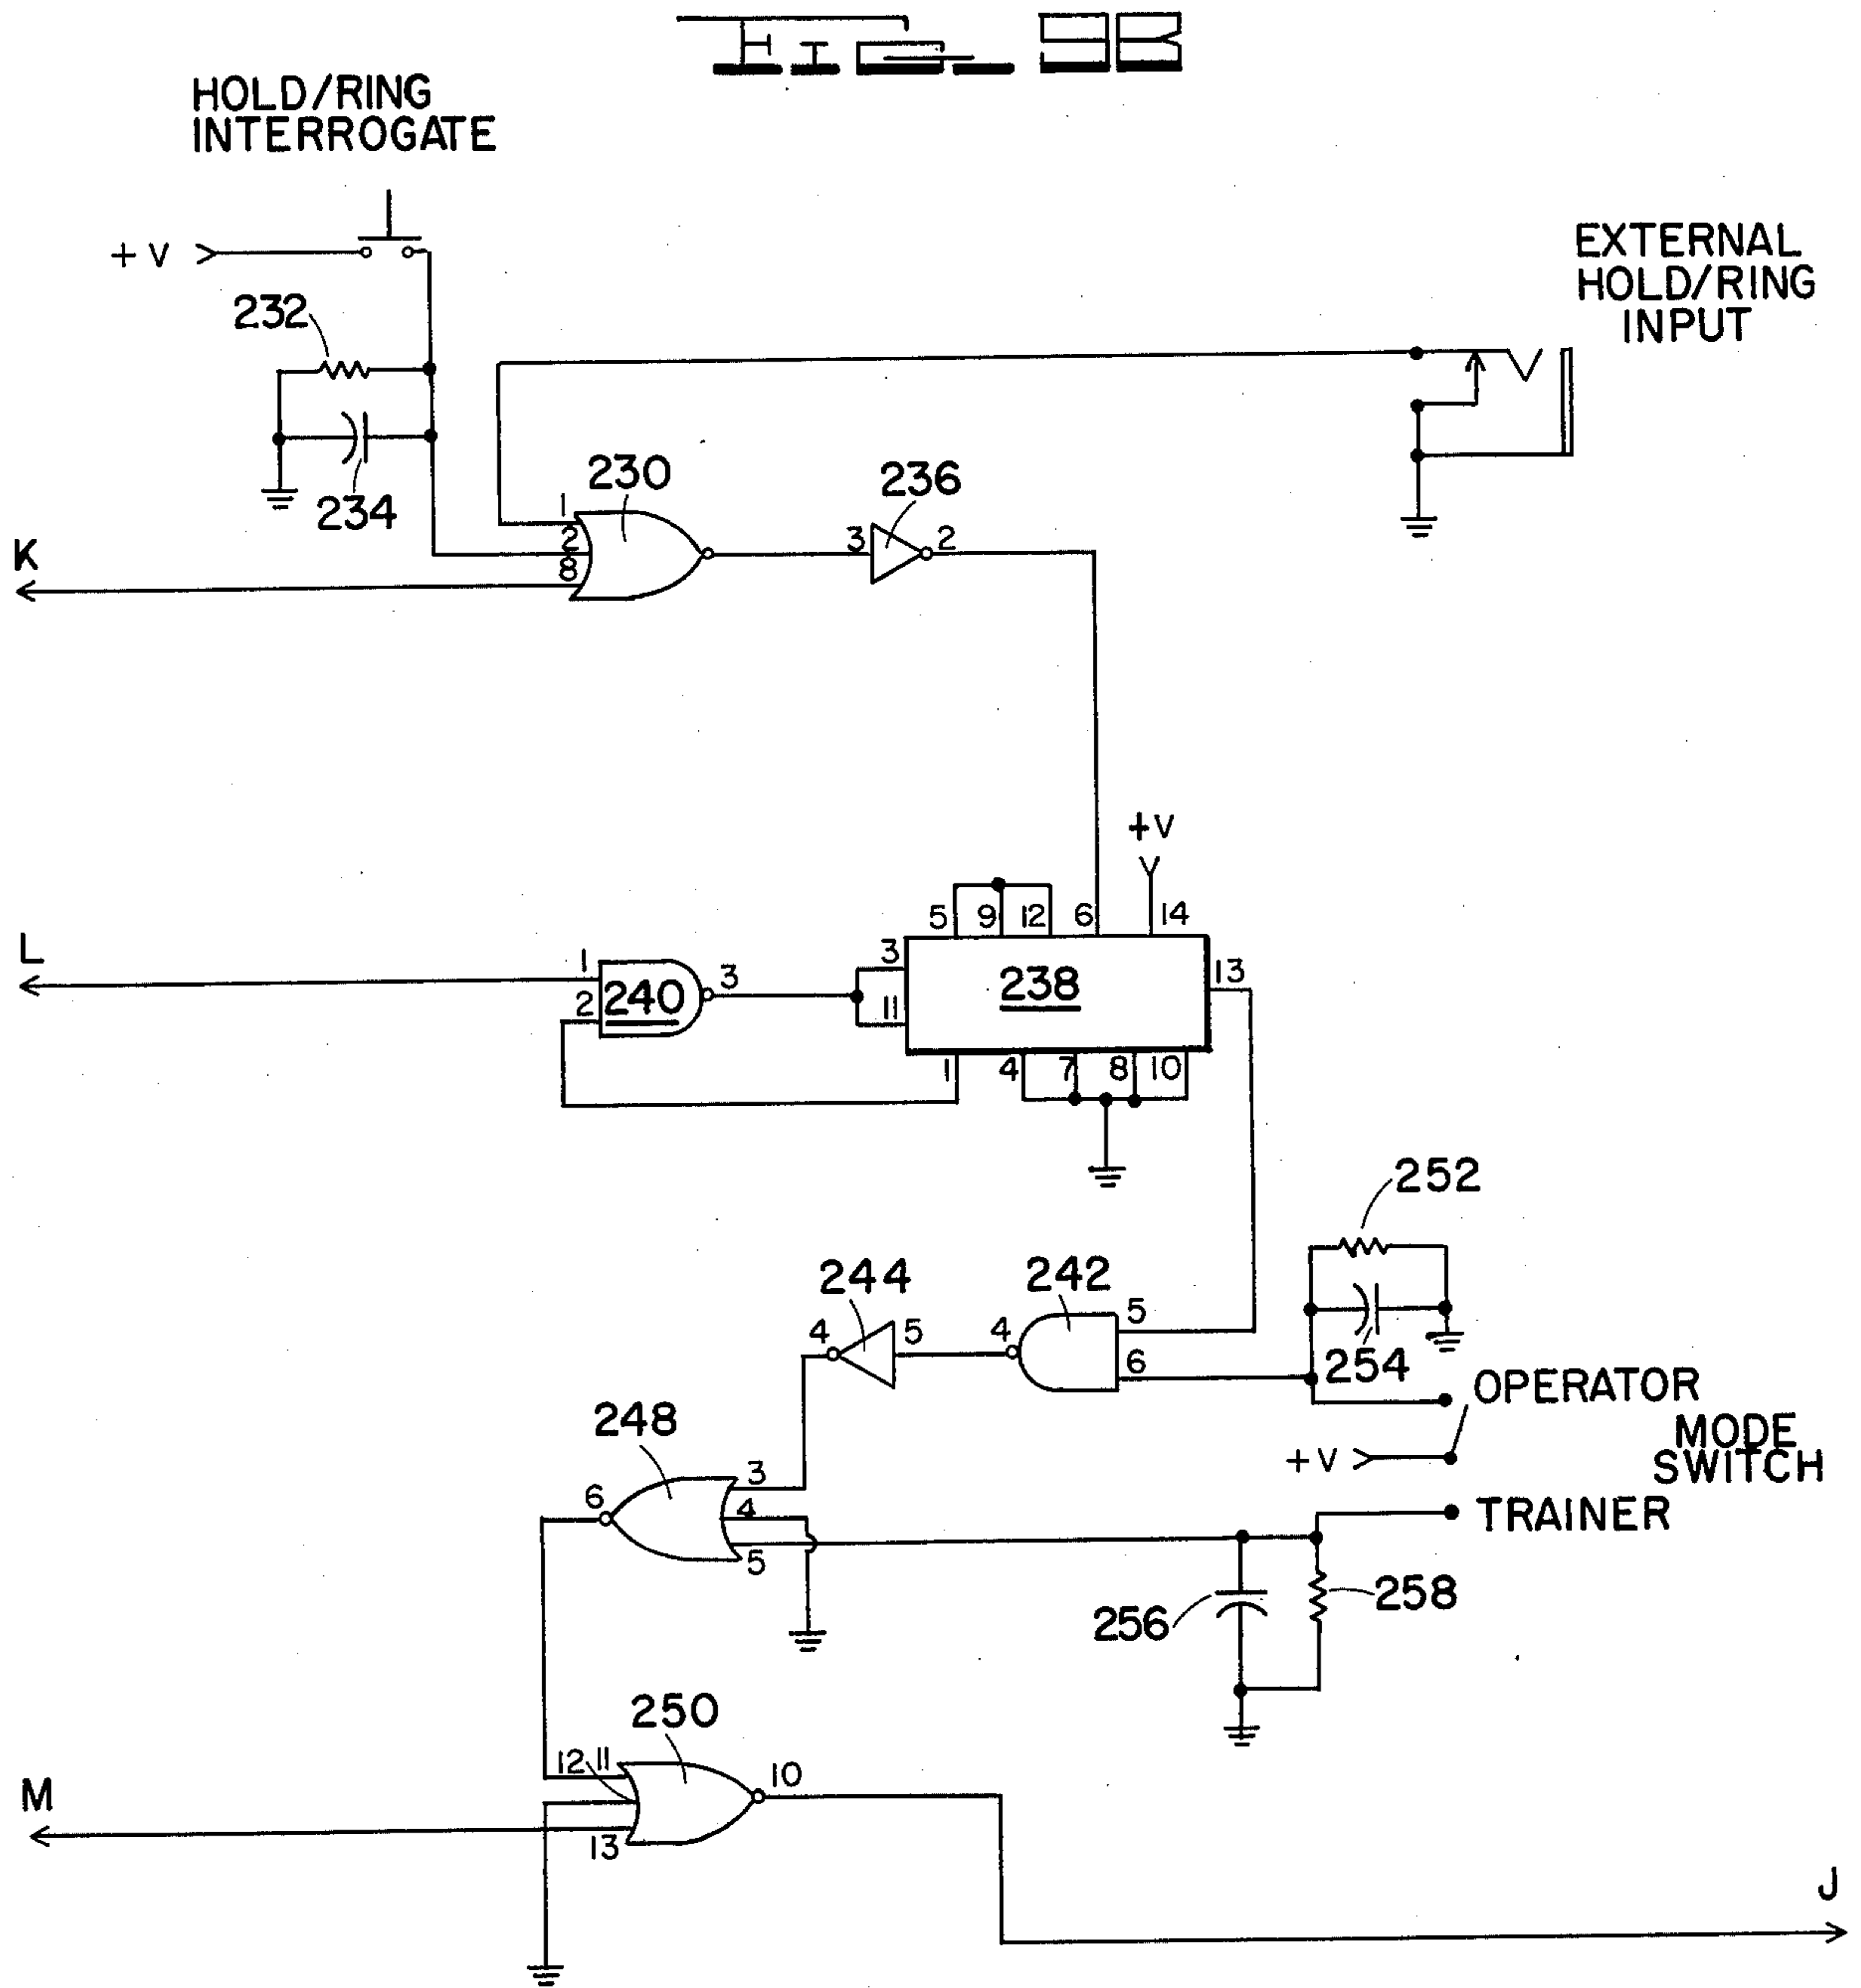 FIG. 9B
HOLD/RING
INTERROGATE
+ V
EXTERNAL
HOLD/RING
INPUT
232
234
230
236
1
2
8
3
2
K
+V
5
9
12
6
14
L
1
2
240
3
3
11
238
13
1
4
7
8
10
252
254
244
242
4
5
4
5
6
OPERATOR
MODE
SWITCH
+V
TRAINER
248
6
3
4
5
256
258
250
12
11
10
13
M
J